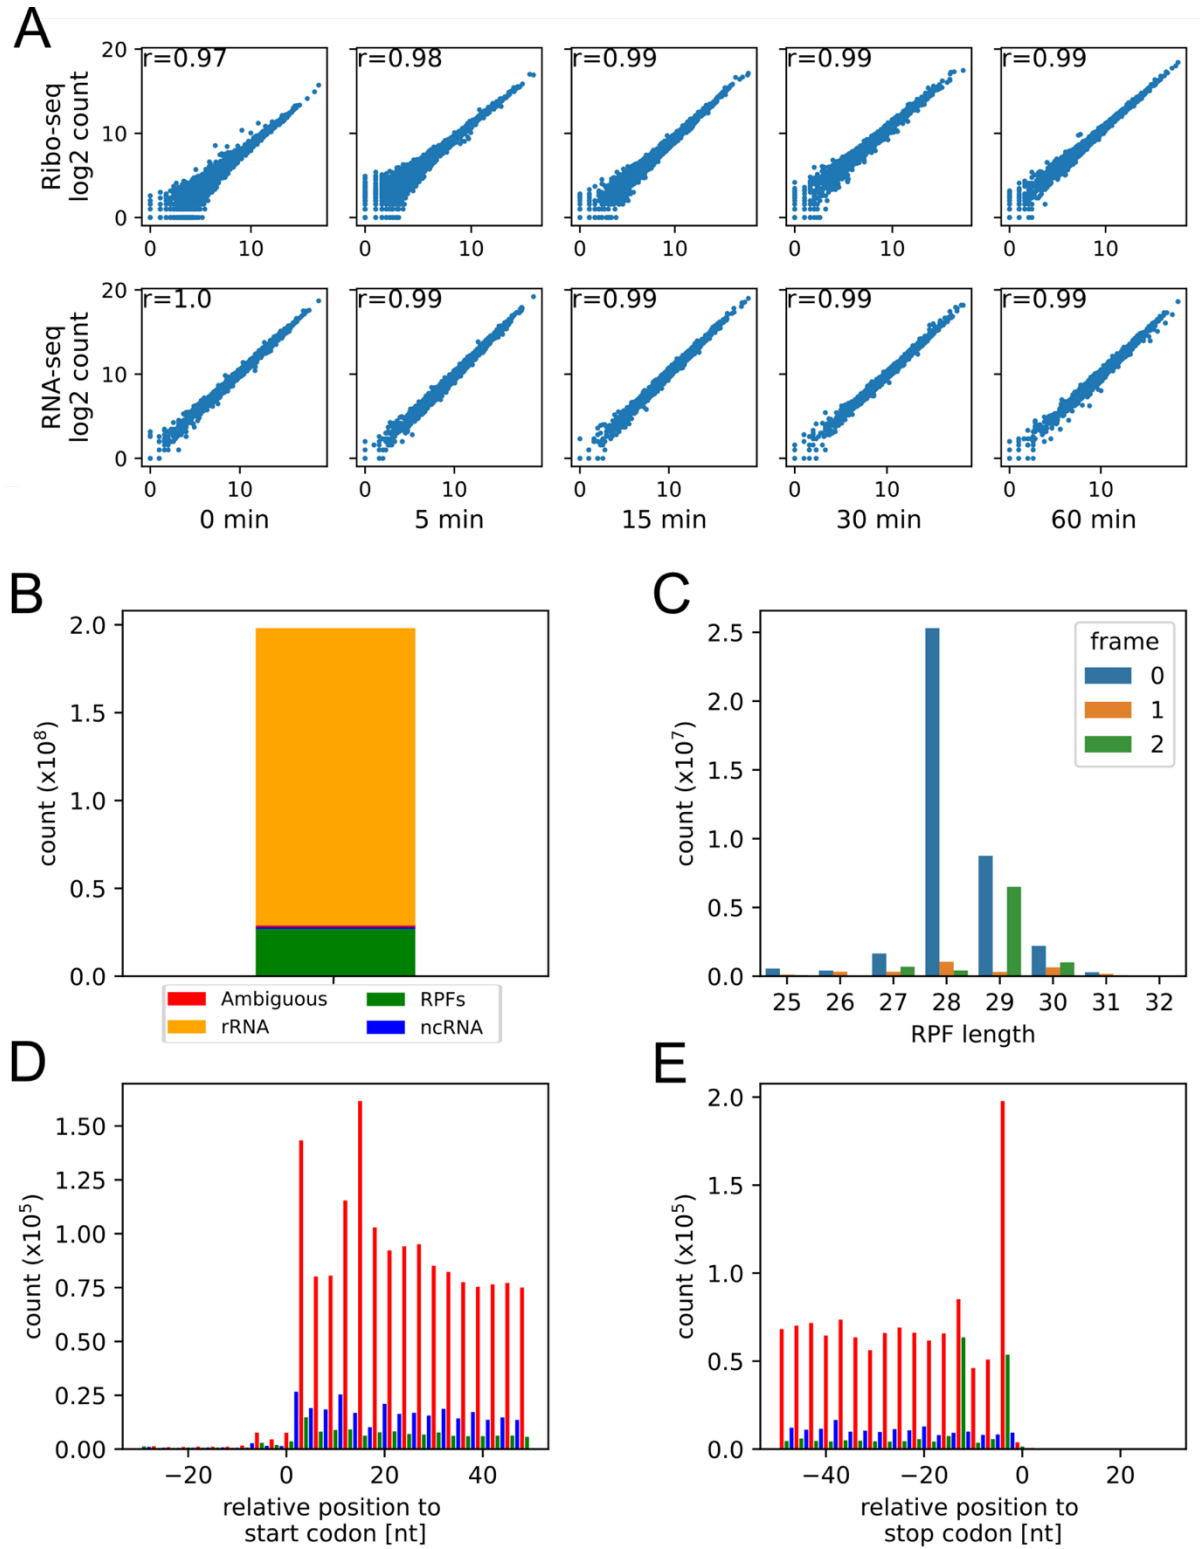 A
r=0.97 r=0.98 r=0.99 r=0.99 r=0.99
Ribo-seq
log2 count
20
10
0
0 10 0 10 0 10 0 10 0 10
r=1.0 r=0.99 r=0.99 r=0.99 r=0.99
RNA-seq
log2 count
20
10
0
0 10 0 10 0 10 0 10 0 10
0 min 5 min 15 min 30 min 60 min
B
count (x10⁸)
2.0
1.5
1.0
0.5
0.0
Ambiguous RPFs
rRNA ncRNA
C
count (x10⁷)
2.5
2.0
1.5
1.0
0.5
0.0
frame
0
1
2
25 26 27 28 29 30 31 32
RPF length
D
count (x10⁵)
1.50
1.25
1.00
0.75
0.50
0.25
0.00
−20 0 20 40
relative position to
start codon [nt]
E
count (x10⁵)
2.0
1.5
1.0
0.5
0.0
−40 −20 0 20
relative position to
stop codon [nt]